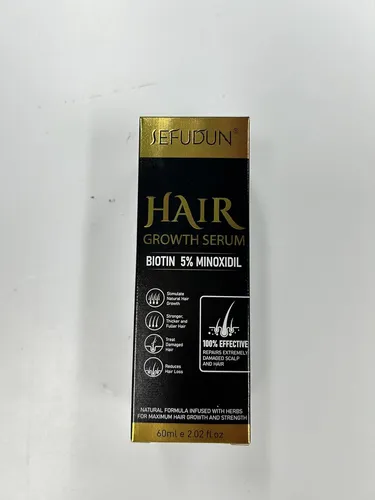 SEFUDUN®
HAIR
GROWTH SERUM
BIOTIN 5% MINOXIDIL
Stimulate
Natural Hair
Growth
Stronger,
Thicker and
Fuller Hair
Treat
Damaged
Hair
Reduces
Hair Loss
100% EFFECTIVE
REPAIRS EXTREMELY
DAMAGED SCALP
AND HAIR
NATURAL FORMULA INFUSED WITH HERBS
FOR MAXIMUM HAIR GROWTH AND STRENGTH
60ml e 2.02 fl.oz